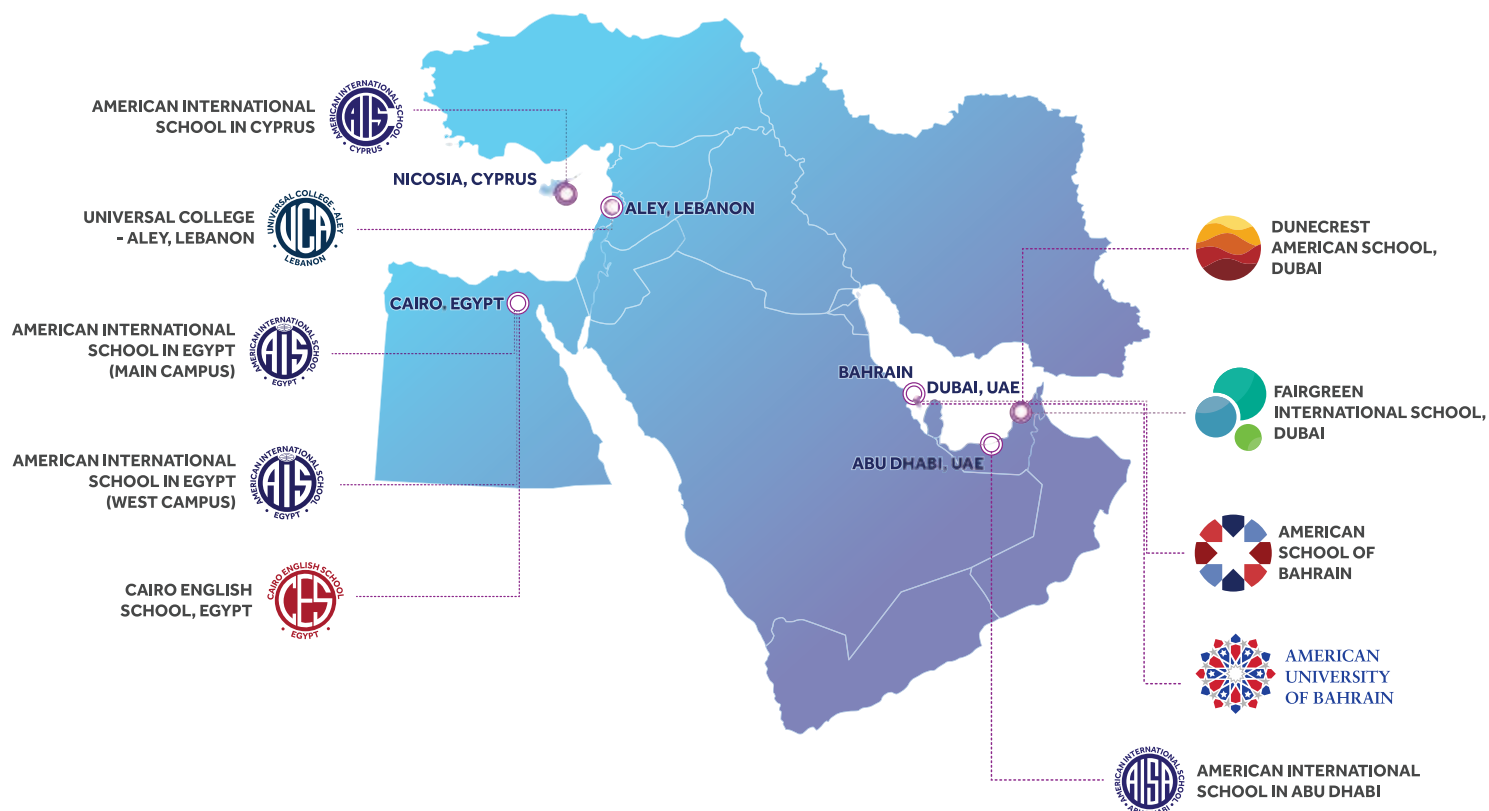 AMERICAN INTERNATIONAL
SCHOOL IN CYPRUS
AMERICAN INTERNATIONAL SCHOOL
AIS
• CYPRUS •
NICOSIA, CYPRUS
UNIVERSAL COLLEGE
- ALEY, LEBANON
UNIVERSAL COLLEGE - ALEY
UCA
• LEBANON •
ALEY, LEBANON
CAIRO, EGYPT
AMERICAN INTERNATIONAL
SCHOOL IN EGYPT
(MAIN CAMPUS)
AMERICAN INTERNATIONAL SCHOOL
AIS
• EGYPT •
AMERICAN INTERNATIONAL
SCHOOL IN EGYPT
(WEST CAMPUS)
AMERICAN INTERNATIONAL SCHOOL
AIS
• EGYPT •
CAIRO ENGLISH
SCHOOL, EGYPT
CAIRO ENGLISH SCHOOL
CES
• EGYPT •
BAHRAIN
DUBAI, UAE
ABU DHABI, UAE
DUNECREST
AMERICAN SCHOOL,
DUBAI
FAIRGREEN
INTERNATIONAL SCHOOL,
DUBAI
AMERICAN
SCHOOL OF
BAHRAIN
AMERICAN
UNIVERSITY
OF BAHRAIN
AMERICAN INTERNATIONAL SCHOOL
AISA
AMERICAN INTERNATIONAL
SCHOOL IN ABU DHABI